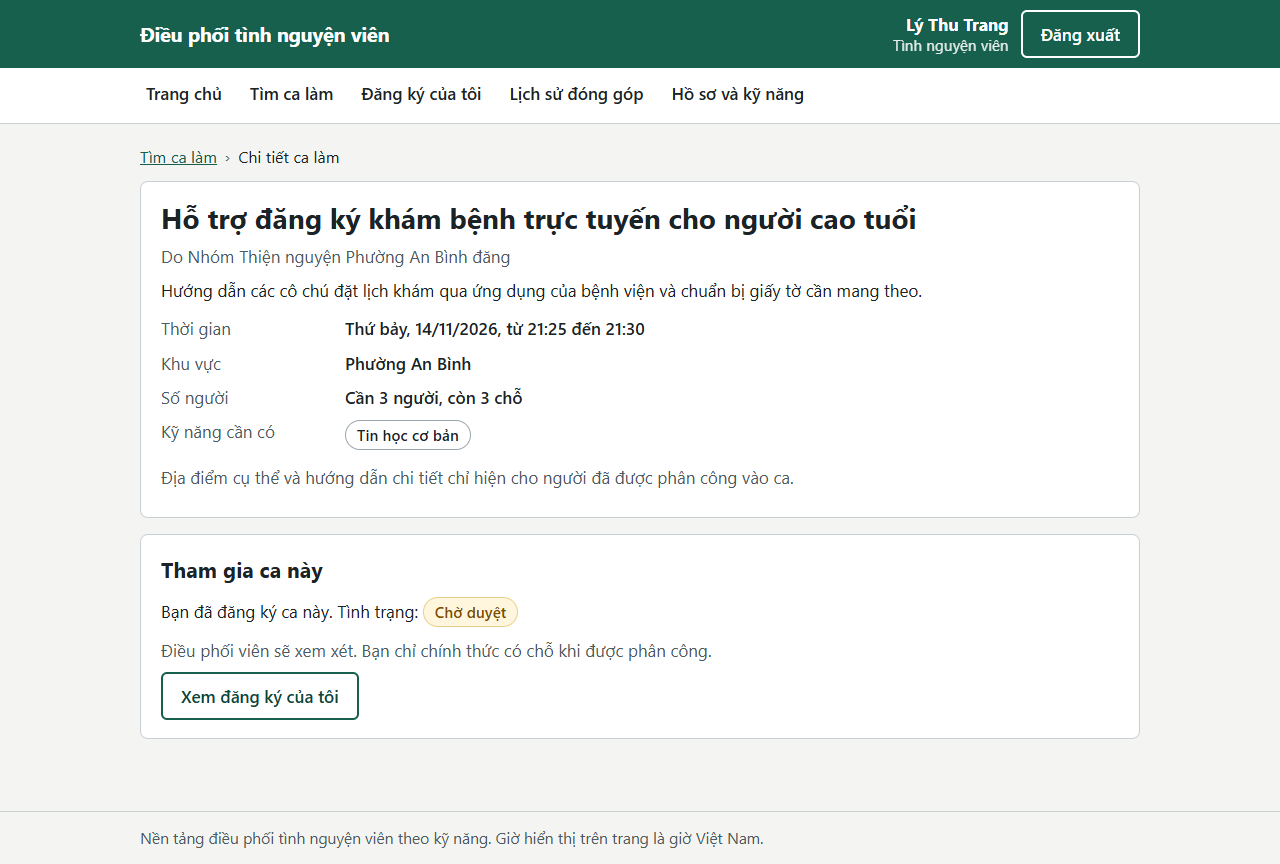 Điều phối tình nguyện viên
Lý Thu Trang
Tình nguyện viên
Đăng xuất
Trang chủ
Tìm ca làm
Đăng ký của tôi
Lịch sử đóng góp
Hồ sơ và kỹ năng
Tìm ca làm › Chi tiết ca làm
Hỗ trợ đăng ký khám bệnh trực tuyến cho người cao tuổi
Do Nhóm Thiện nguyện Phường An Bình đăng
Hướng dẫn các cô chú đặt lịch khám qua ứng dụng của bệnh viện và chuẩn bị giấy tờ cần mang theo.
Thời gian Thứ bảy, 14/11/2026, từ 21:25 đến 21:30
Khu vực Phường An Bình
Số người Cần 3 người, còn 3 chỗ
Kỹ năng cần có Tin học cơ bản
Địa điểm cụ thể và hướng dẫn chi tiết chỉ hiện cho người đã được phân công vào ca.
Tham gia ca này
Bạn đã đăng ký ca này. Tình trạng: Chờ duyệt
Điều phối viên sẽ xem xét. Bạn chỉ chính thức có chỗ khi được phân công.
Xem đăng ký của tôi
Nền tảng điều phối tình nguyện viên theo kỹ năng. Giờ hiển thị trên trang là giờ Việt Nam.